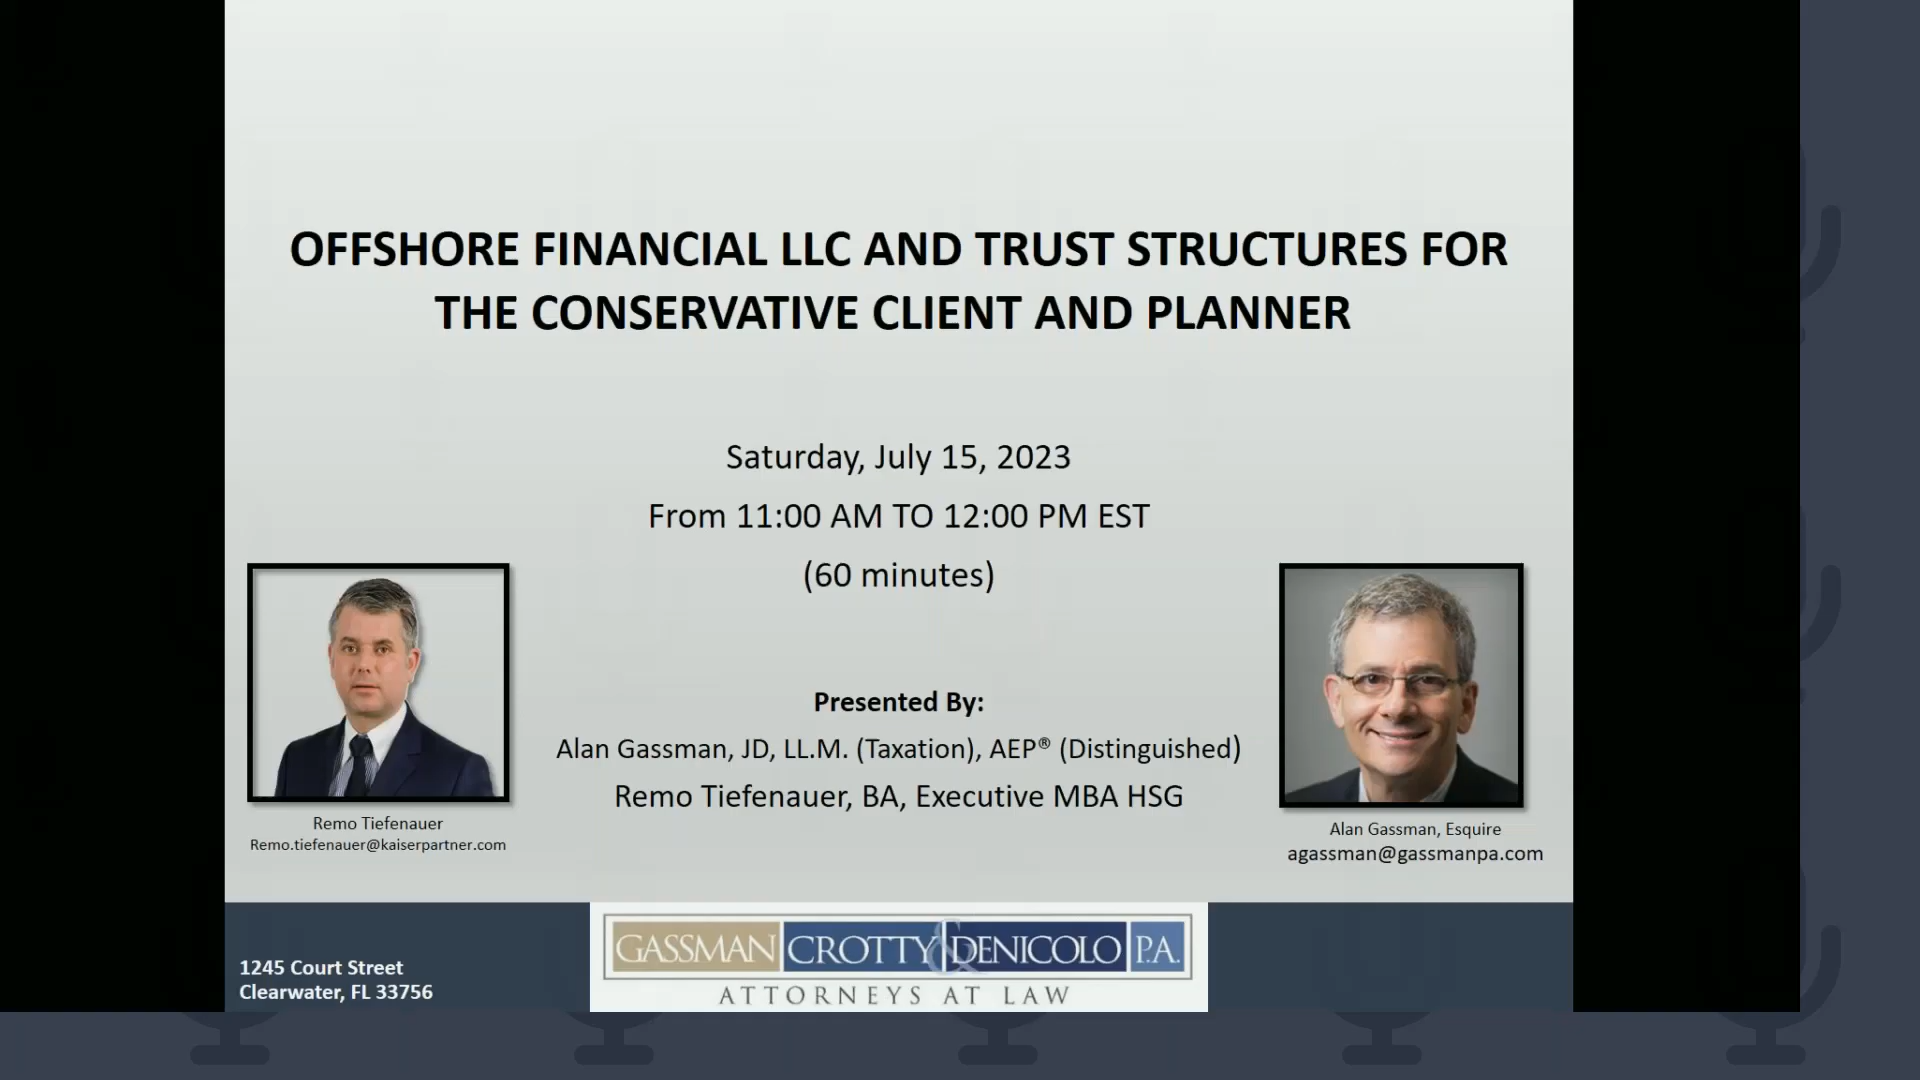 OFFSHORE FINANCIAL LLC AND TRUST STRUCTURES FOR
THE CONSERVATIVE CLIENT AND PLANNER
Saturday, July 15, 2023
From 11:00 AM TO 12:00 PM EST
(60 minutes)
Presented By:
Alan Gassman, JD, LL.M. (Taxation), AEP® (Distinguished)
Remo Tiefenauer, BA, Executive MBA HSG
Remo Tiefenauer
Remo.tiefenauer@kaiserpartner.com
Alan Gassman, Esquire
agassman@gassmanpa.com
1245 Court Street
Clearwater, FL 33756
GASSMAN CROTTY & DENICOLO P.A.
ATTORNEYS AT LAW